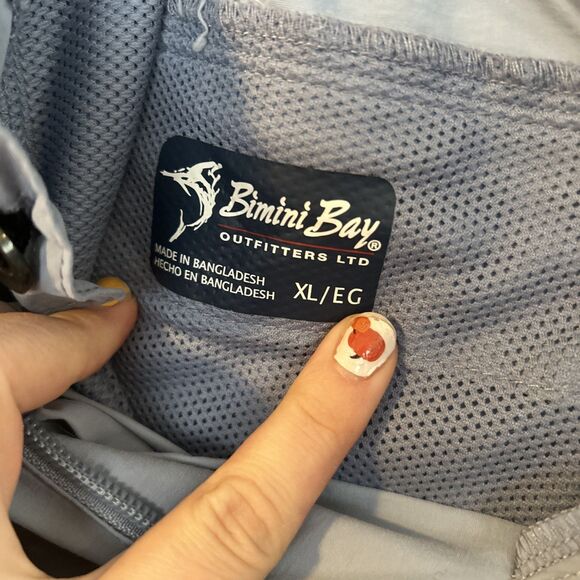 Bimini Bay®
OUTFITTERS LTD
MADE IN BANGLADESH
HECHO EN BANGLADESH
XL/EG